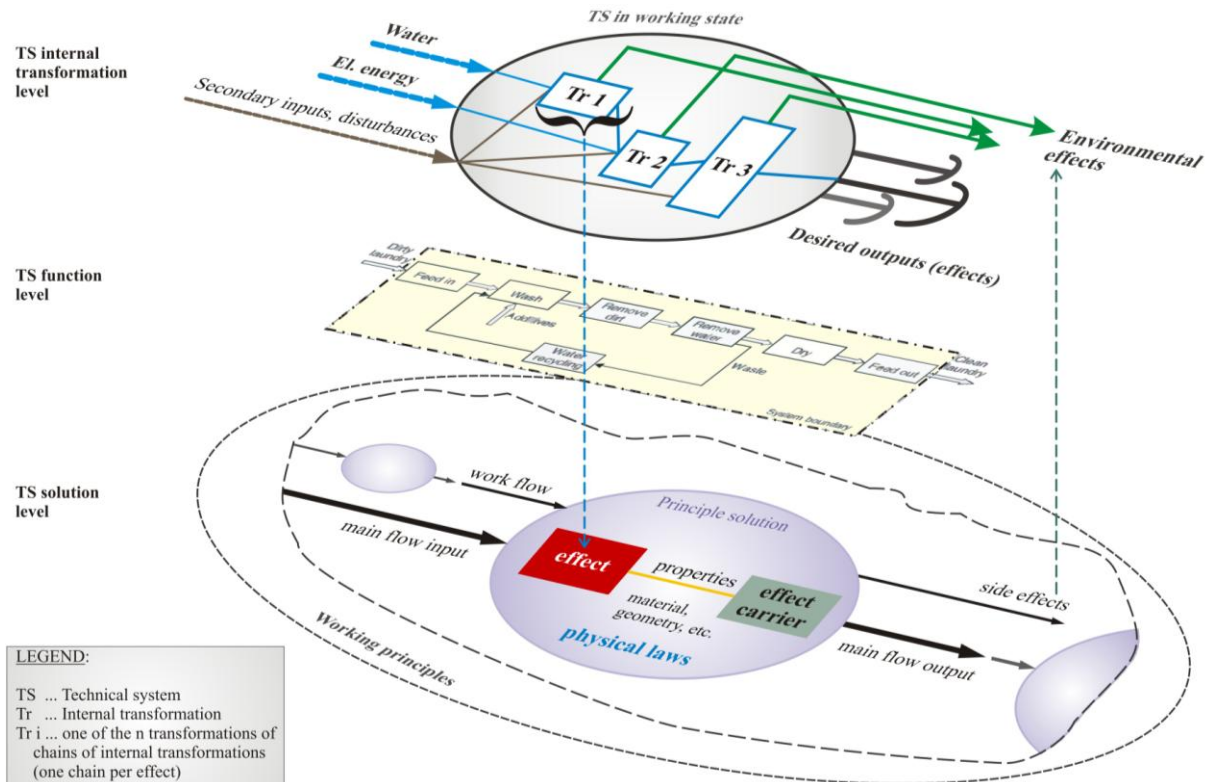 TS in working state
TS internal
transformation
level
Water
El. energy
Secondary inputs, disturbances
Tr 1
Tr 2
Tr 3
Environmental
effects
Desired outputs (effects)
TS function
level
Dirty
laundry
Feed in
Wash
Additives
Remove
dirt
Remove
water
Dry
Feed out
Clean
laundry
Water
recycling
Waste
System boundary
TS solution
level
work flow
main flow input
Principle solution
effect
properties
material,
geometry, etc.
effect
carrier
physical laws
side effects
main flow output
Working principles
LEGEND:
TS ... Technical system
Tr ... Internal transformation
Tr i ... one of the n transformations of
chains of internal transformations
(one chain per effect)